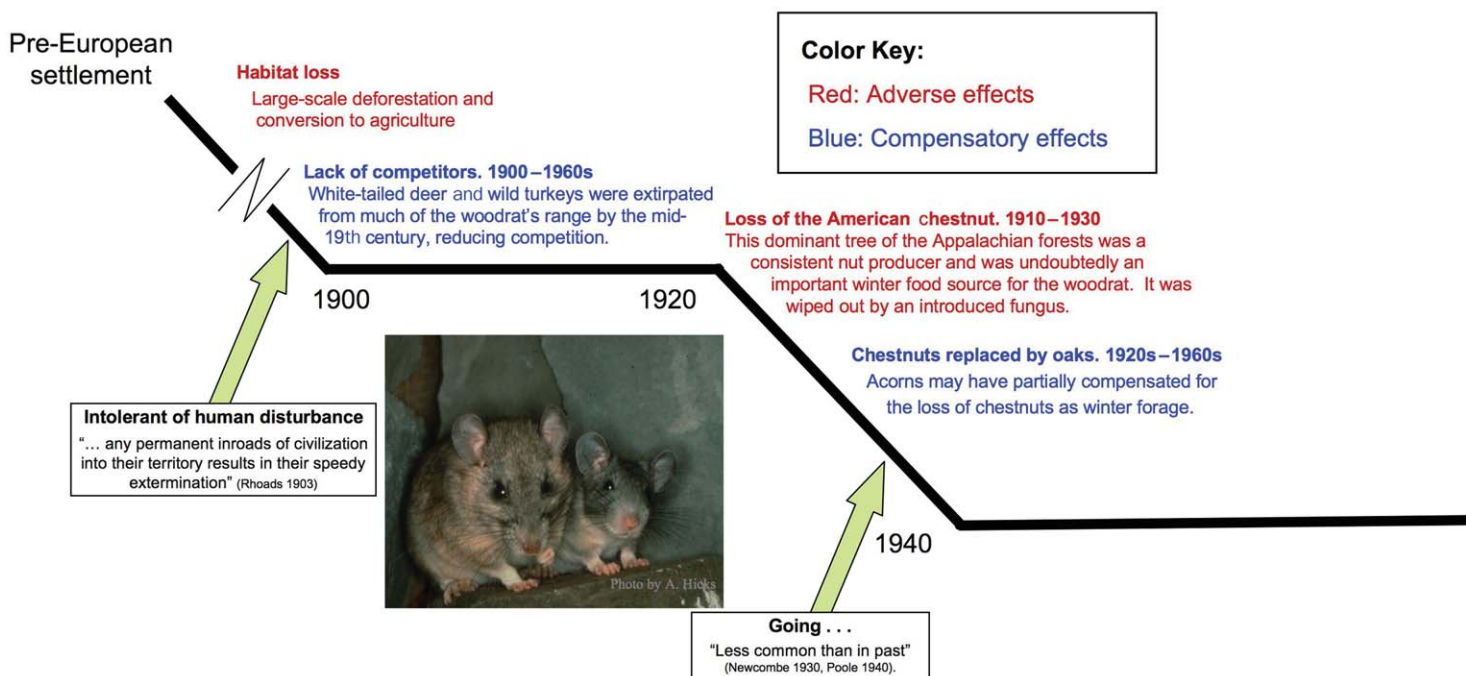 Pre-European
settlement
Habitat loss
Large-scale deforestation and
conversion to agriculture
Color Key:
Red: Adverse effects
Blue: Compensatory effects
Lack of competitors. 1900–1960s
White-tailed deer and wild turkeys were extirpated
from much of the woodrat's range by the mid-
19th century, reducing competition.
Loss of the American chestnut. 1910–1930
This dominant tree of the Appalachian forests was a
consistent nut producer and was undoubtedly an
important winter food source for the woodrat. It was
wiped out by an introduced fungus.
1900
1920
Chestnuts replaced by oaks. 1920s–1960s
Acorns may have partially compensated for
the loss of chestnuts as winter forage.
Intolerant of human disturbance
“… any permanent inroads of civilization
into their territory results in their speedy
extermination” (Rhoads 1903)
Photo by A. Hicks
1940
Going . . .
“Less common than in past”
(Newcombe 1930, Poole 1940).